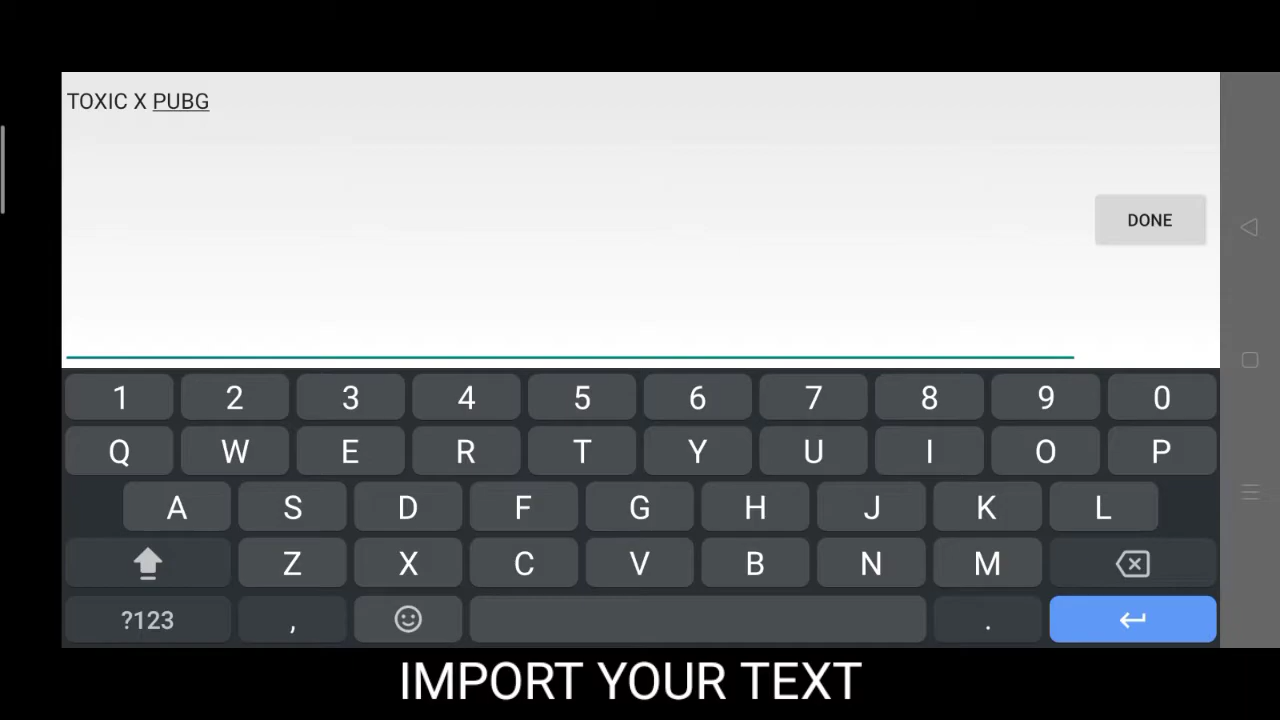 TOXIC X PUBG
DONE
1 2 3 4 5 6 7 8 9 0
Q W E R T Y U I O P
A S D F G H J K L
Z X C V B N M
?123 , .
IMPORT YOUR TEXT